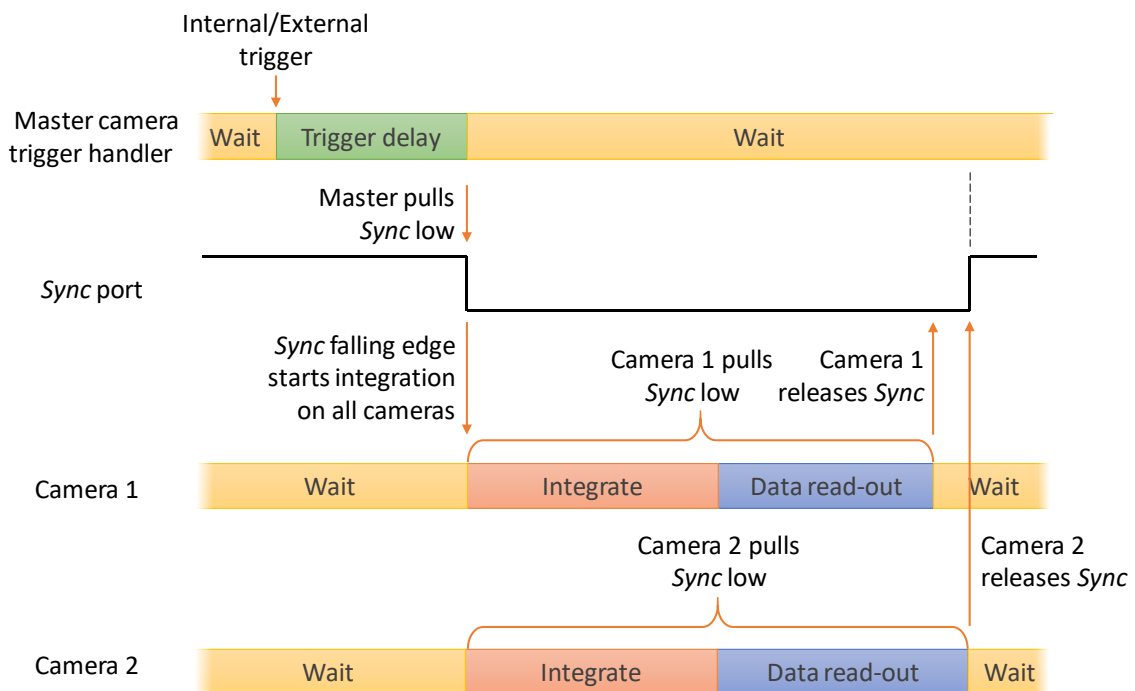 Internal/External
trigger
Master camera
trigger handler
Wait
Trigger delay
Wait
Master pulls
Sync low
Sync port
Sync falling edge
starts integration
on all cameras
Camera 1 pulls
Sync low
Camera 1
releases Sync
Camera 1
Wait
Integrate
Data read-out
Wait
Camera 2 pulls
Sync low
Camera 2
releases Sync
Camera 2
Wait
Integrate
Data read-out
Wait